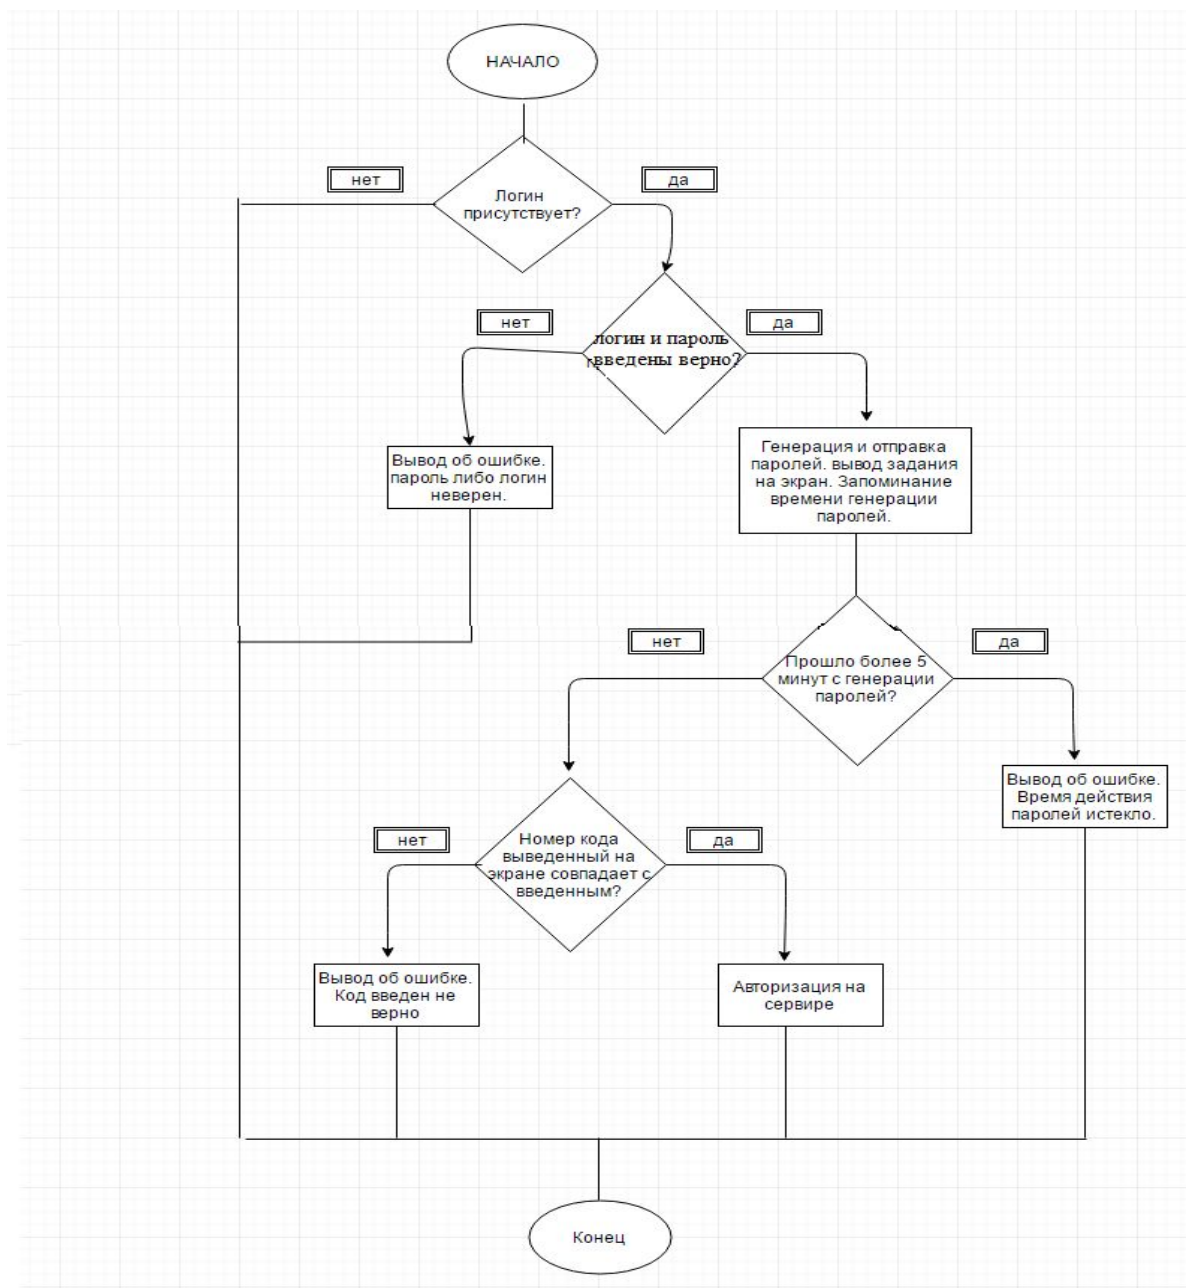 НАЧАЛО
нет
да
Логин
присутствует?
нет
да
логин и пароль
введены верно?
Вывод об ошибке.
пароль либо логин
неверен.
Генерация и отправка
паролей. вывод задания
на экран. Запоминание
времени генерации
паролей.
нет
да
Прошло более 5
минут с генерации
паролей?
Вывод об ошибке.
Время действия
паролей истекло.
нет
да
Номер кода
выведенный на
экране совпадает с
введенным?
Вывод об ошибке.
Код введен не
верно
Авторизация на
сервире
Конец